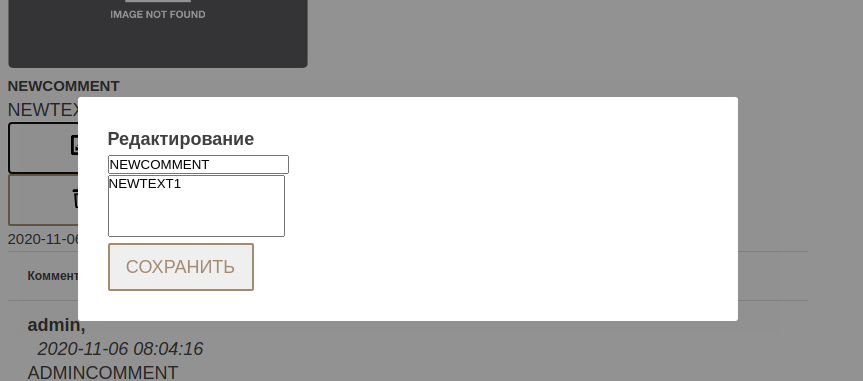 IMAGE NOT FOUND
NEWCOMMENT
NEWTEX
Редактирование
NEWCOMMENT
NEWTEXT1
СОХРАНИТЬ
2020-11-06
Коммент
admin,
2020-11-06 08:04:16
ADMINCOMMENT